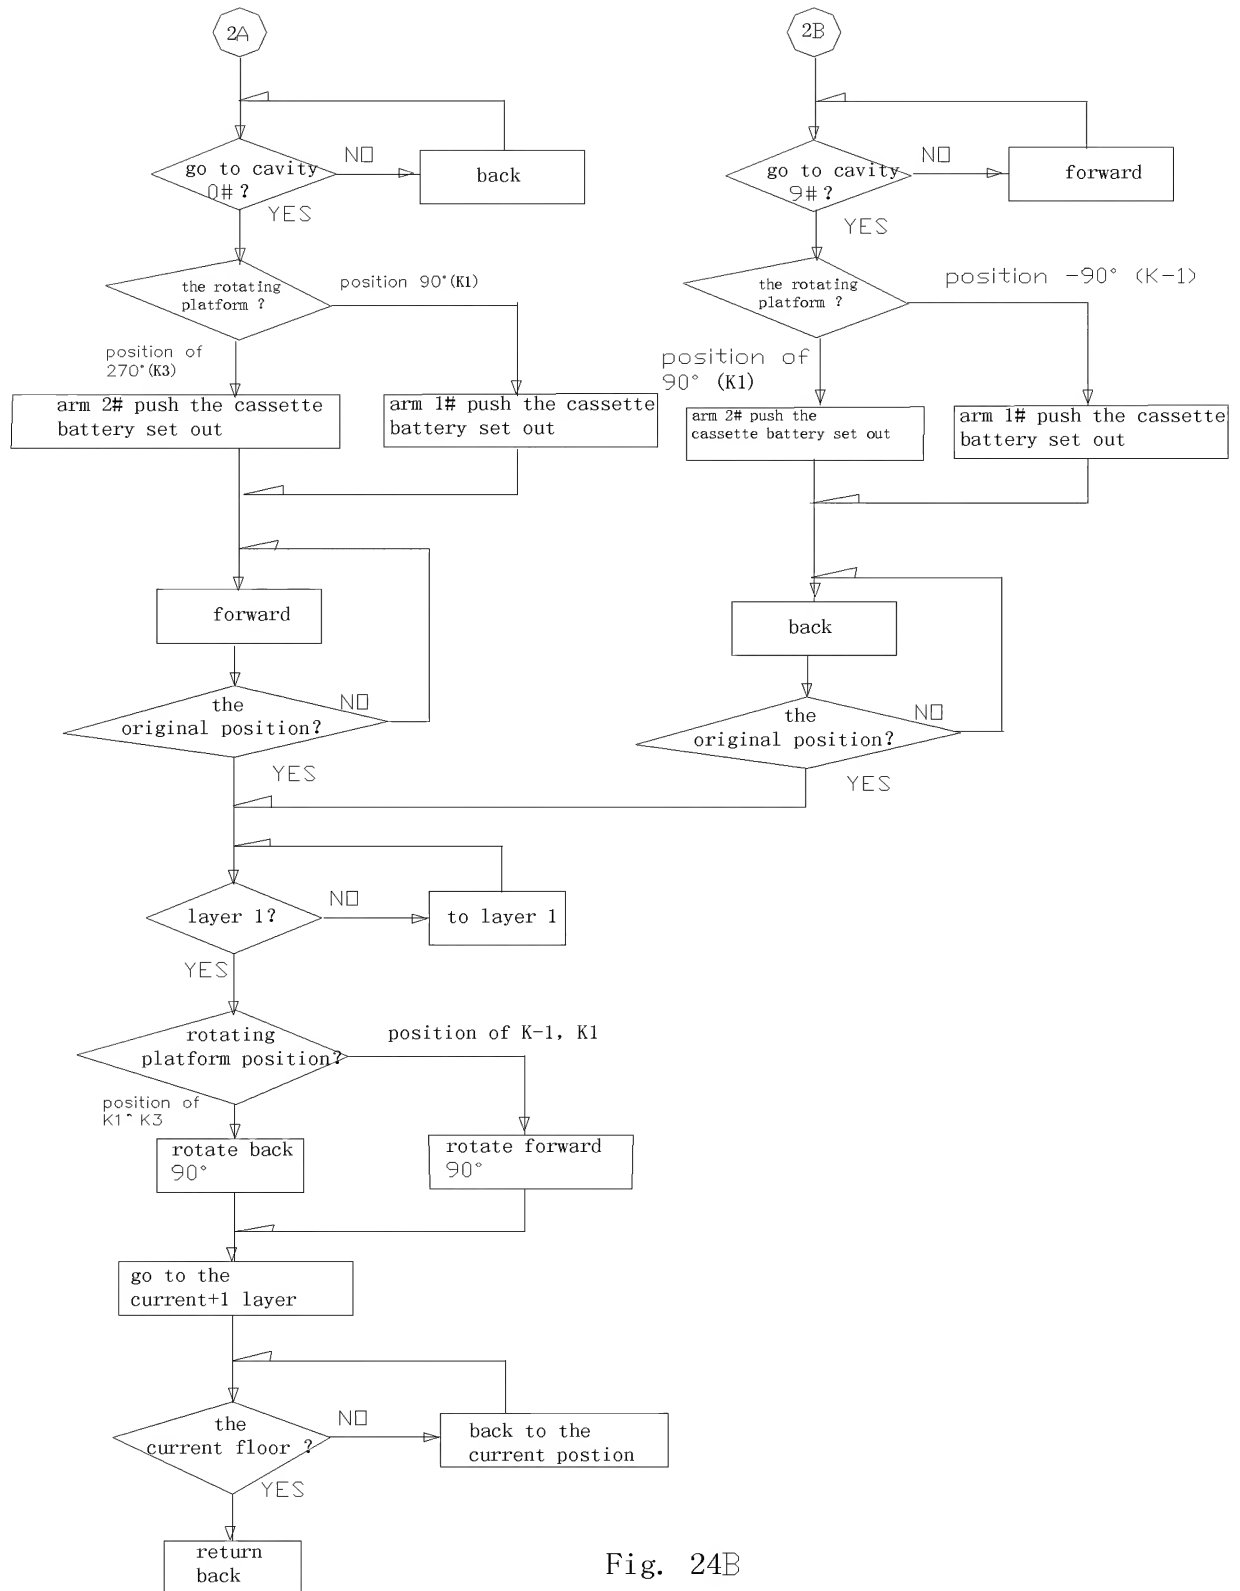 2A
2B
go to cavity
0#?
NO
back
YES
go to cavity
9#?
NO
forward
YES
the rotating
platform ?
position 90°(K1)
position of
270°(K3)
the rotating
platform ?
position -90° (K-1)
position of
90° (K1)
arm 2# push the cassette
battery set out
arm 1# push the cassette
battery set out
arm 2# push the
cassette battery set out
arm 1# push the cassette
battery set out
forward
back
the
original position?
NO
YES
the
original position?
NO
YES
layer 1?
NO
to layer 1
YES
rotating
platform position?
position of K-1, K1
position of
K1~K3
rotate back
90°
rotate forward
90°
go to the
current+1 layer
the
current floor ?
NO
back to the
current postion
YES
return
back
Fig. 24B